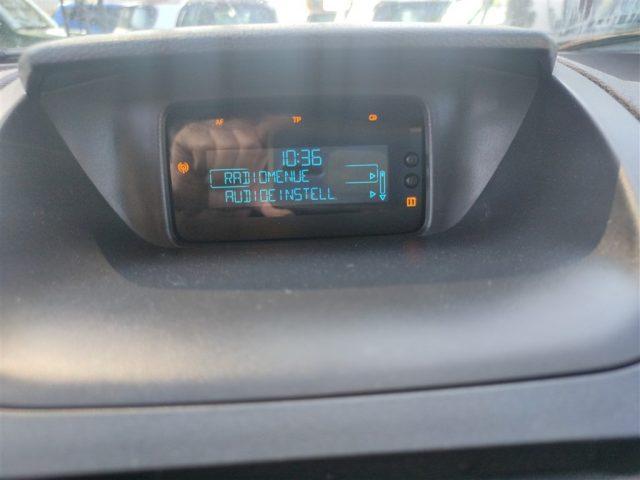 AF TP CD
10:36
RADIOMENUE
AUDIOEINSTELL